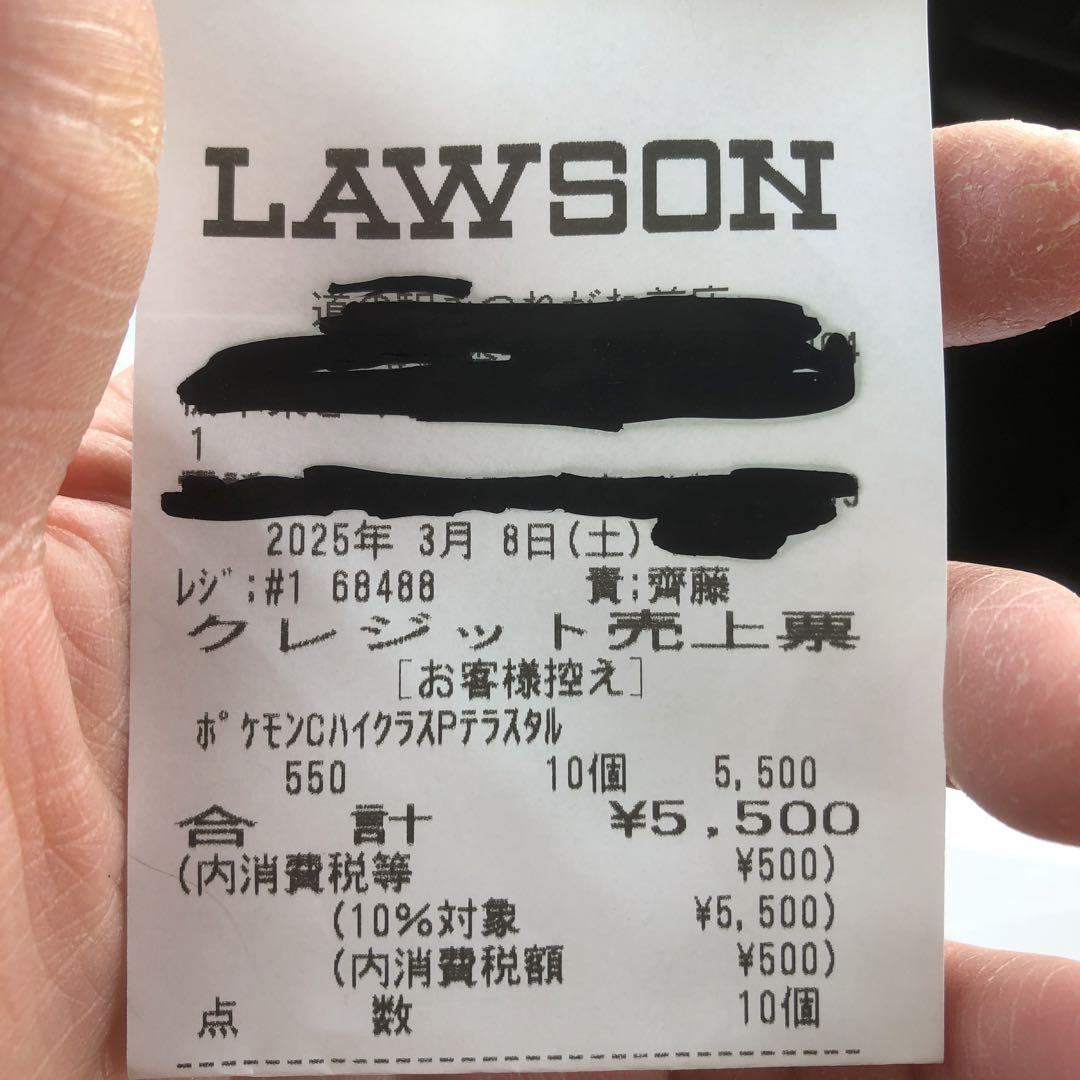 LAWSON
1
2025年 3月 8日(土)
レジ:#1 68488 責:齊藤
クレジット売上票
[お客様控え]
ポケモンCハイクラスPテラスタル
550 10個 5,500
合 計 ¥5,500
(内消費税等 ¥500)
(10%対象 ¥5,500)
(内消費税額 ¥500)
点 数 10個